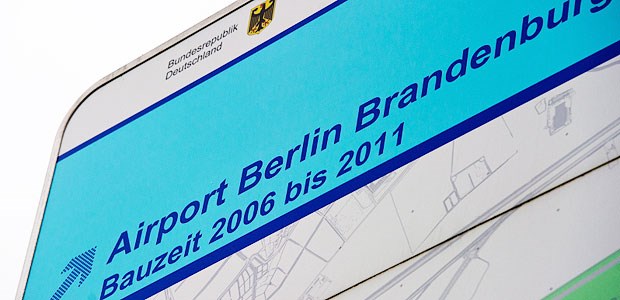 Bundesrepublik
Deutschland
Airport Berlin Brandenburg
Bauzeit 2006 bis 2011